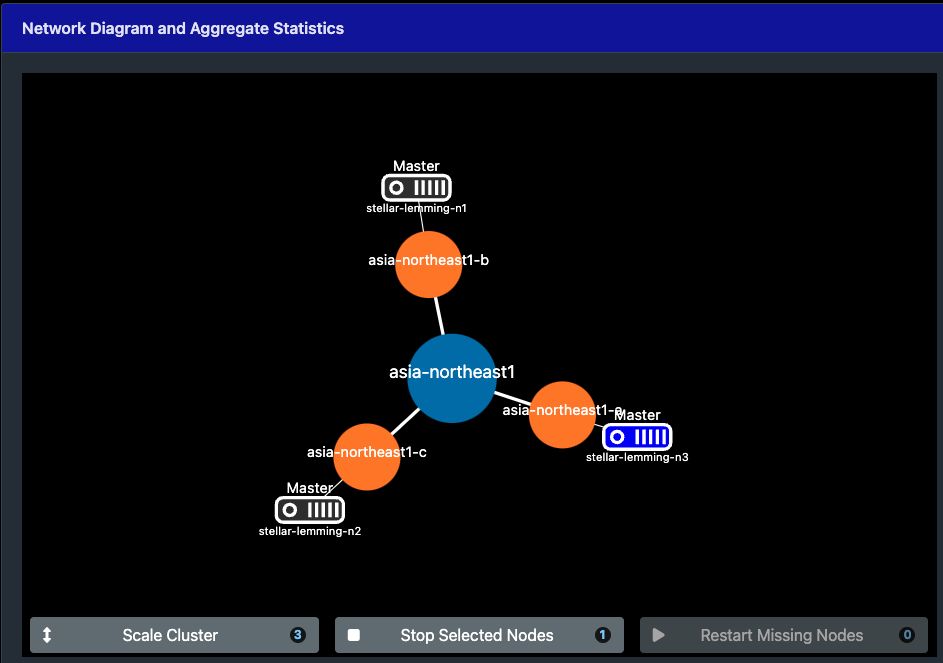 Network Diagram and Aggregate Statistics
Master
stellar-lemming-n1
asia-northeast1-b
asia-northeast1
asia-northeast1-a
Master
stellar-lemming-n3
asia-northeast1-c
Master
stellar-lemming-n2
Scale Cluster 3
Stop Selected Nodes 1
Restart Missing Nodes 0